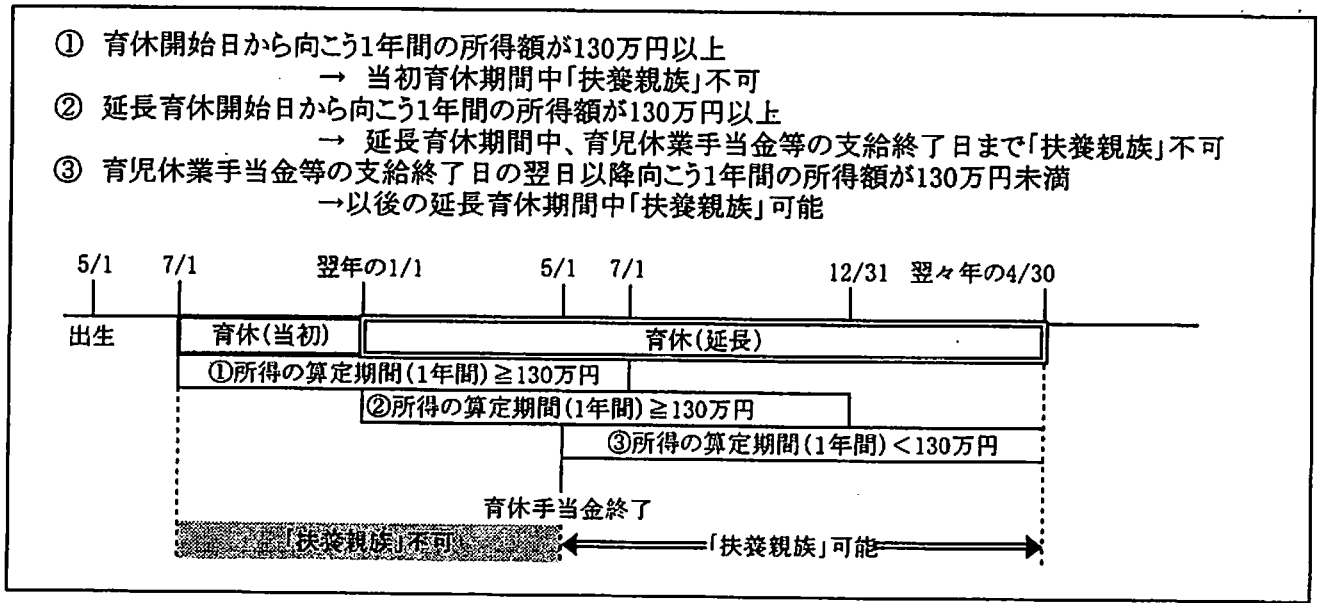 ① 育休開始日から向こう1年間の所得額が130万円以上
→ 当初育休期間中「扶養親族」不可
② 延長育休開始日から向こう1年間の所得額が130万円以上
→ 延長育休期間中、育児休業手当金等の支給終了日まで「扶養親族」不可
③ 育児休業手当金等の支給終了日の翌日以降向こう1年間の所得額が130万円未満
→以後の延長育休期間中「扶養親族」可能
5/1 7/1 翌年の1/1 5/1 7/1 12/31 翌々年の4/30
出生 育休(当初) 育休(延長)
①所得の算定期間(1年間)≧130万円
②所得の算定期間(1年間)≧130万円
③所得の算定期間(1年間)<130万円
育休手当金終了
「扶養親族」不可 「扶養親族」可能